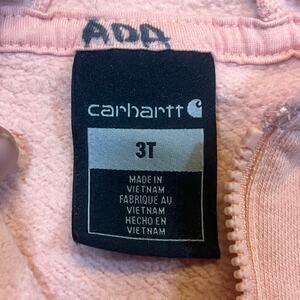 ADA
carhartt
3T
MADE IN
VIETNAM
FABRIQUE AU
VIETNAM
HECHO EN
VIETNAM